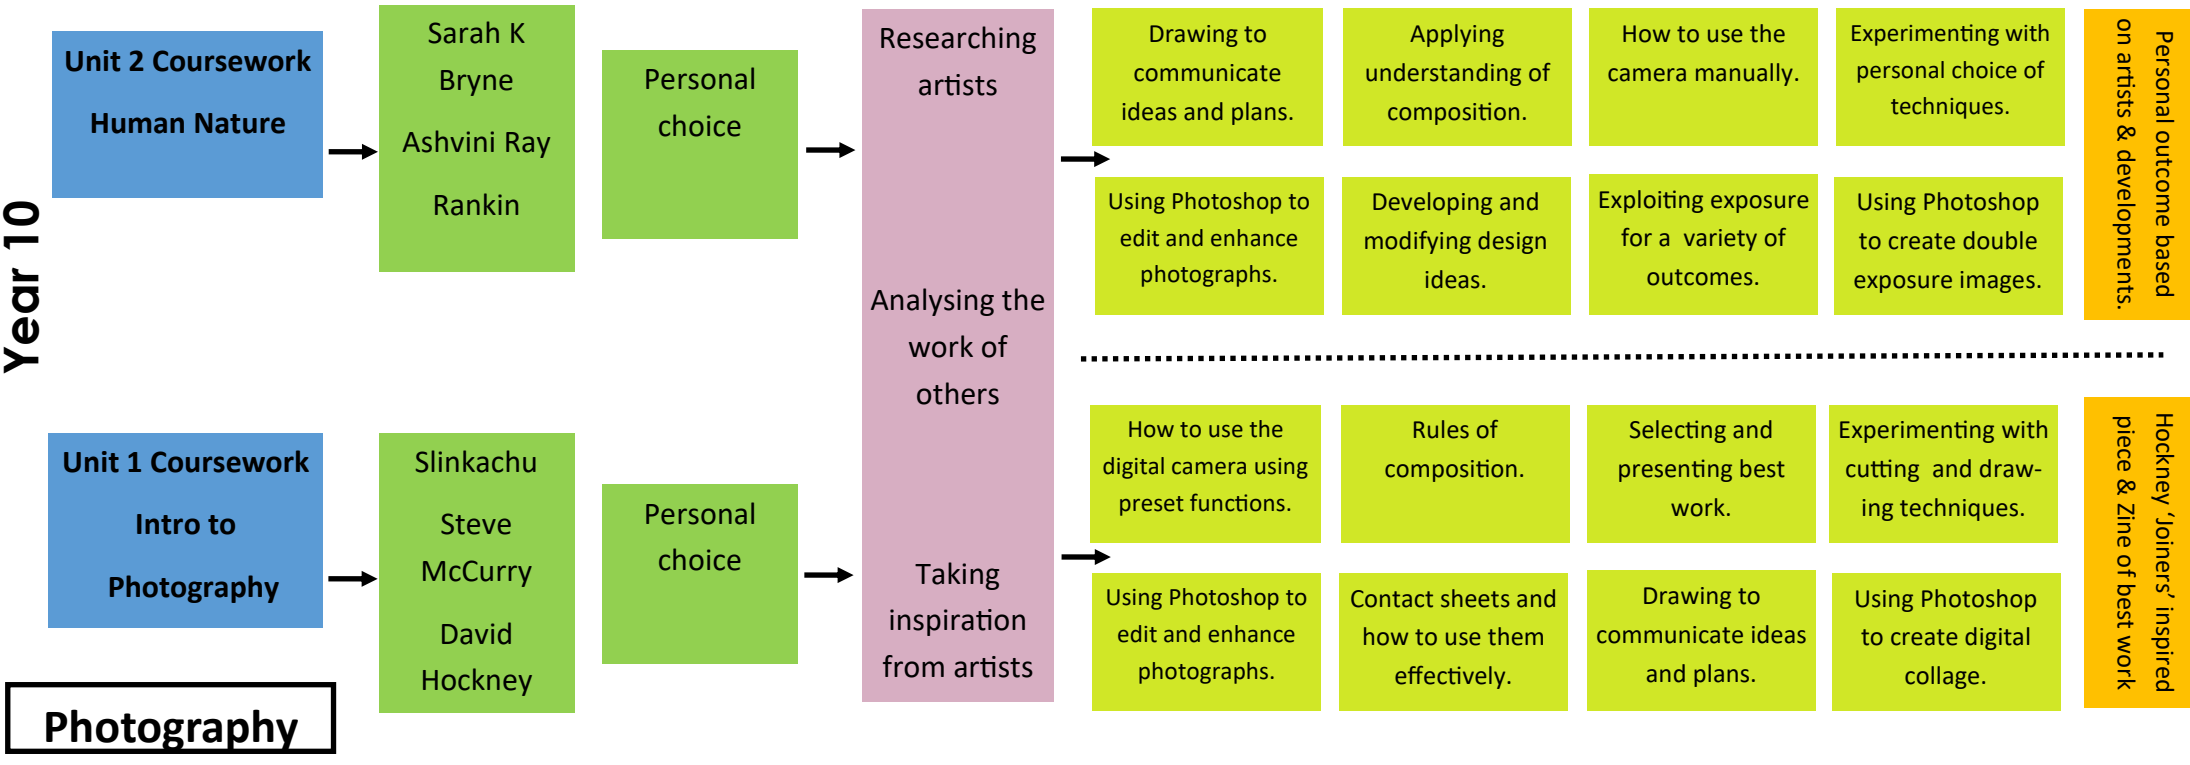 Year 10
Unit 2 Coursework
Human Nature
Sarah K
Bryne
Ashvini Ray
Rankin
Personal
choice
Researching
artists
Analysing the
work of
others
Taking
inspiration
from artists
Drawing to
communicate
ideas and plans.
Applying
understanding of
composition.
How to use the
camera manually.
Experimenting with
personal choice of
techniques.
Using Photoshop to
edit and enhance
photographs.
Developing and
modifying design
ideas.
Exploiting exposure
for a variety of
outcomes.
Using Photoshop
to create double
exposure images.
Personal outcome based
on artists & developments.
Unit 1 Coursework
Intro to
Photography
Slinkachu
Steve
McCurry
David
Hockney
Personal
choice
How to use the
digital camera using
preset functions.
Rules of
composition.
Selecting and
presenting best
work.
Experimenting with
cutting and draw-
ing techniques.
Using Photoshop to
edit and enhance
photographs.
Contact sheets and
how to use them
effectively.
Drawing to
communicate ideas
and plans.
Using Photoshop
to create digital
collage.
Hockney ‘Joiners’ inspired
piece & Zine of best work
Photography